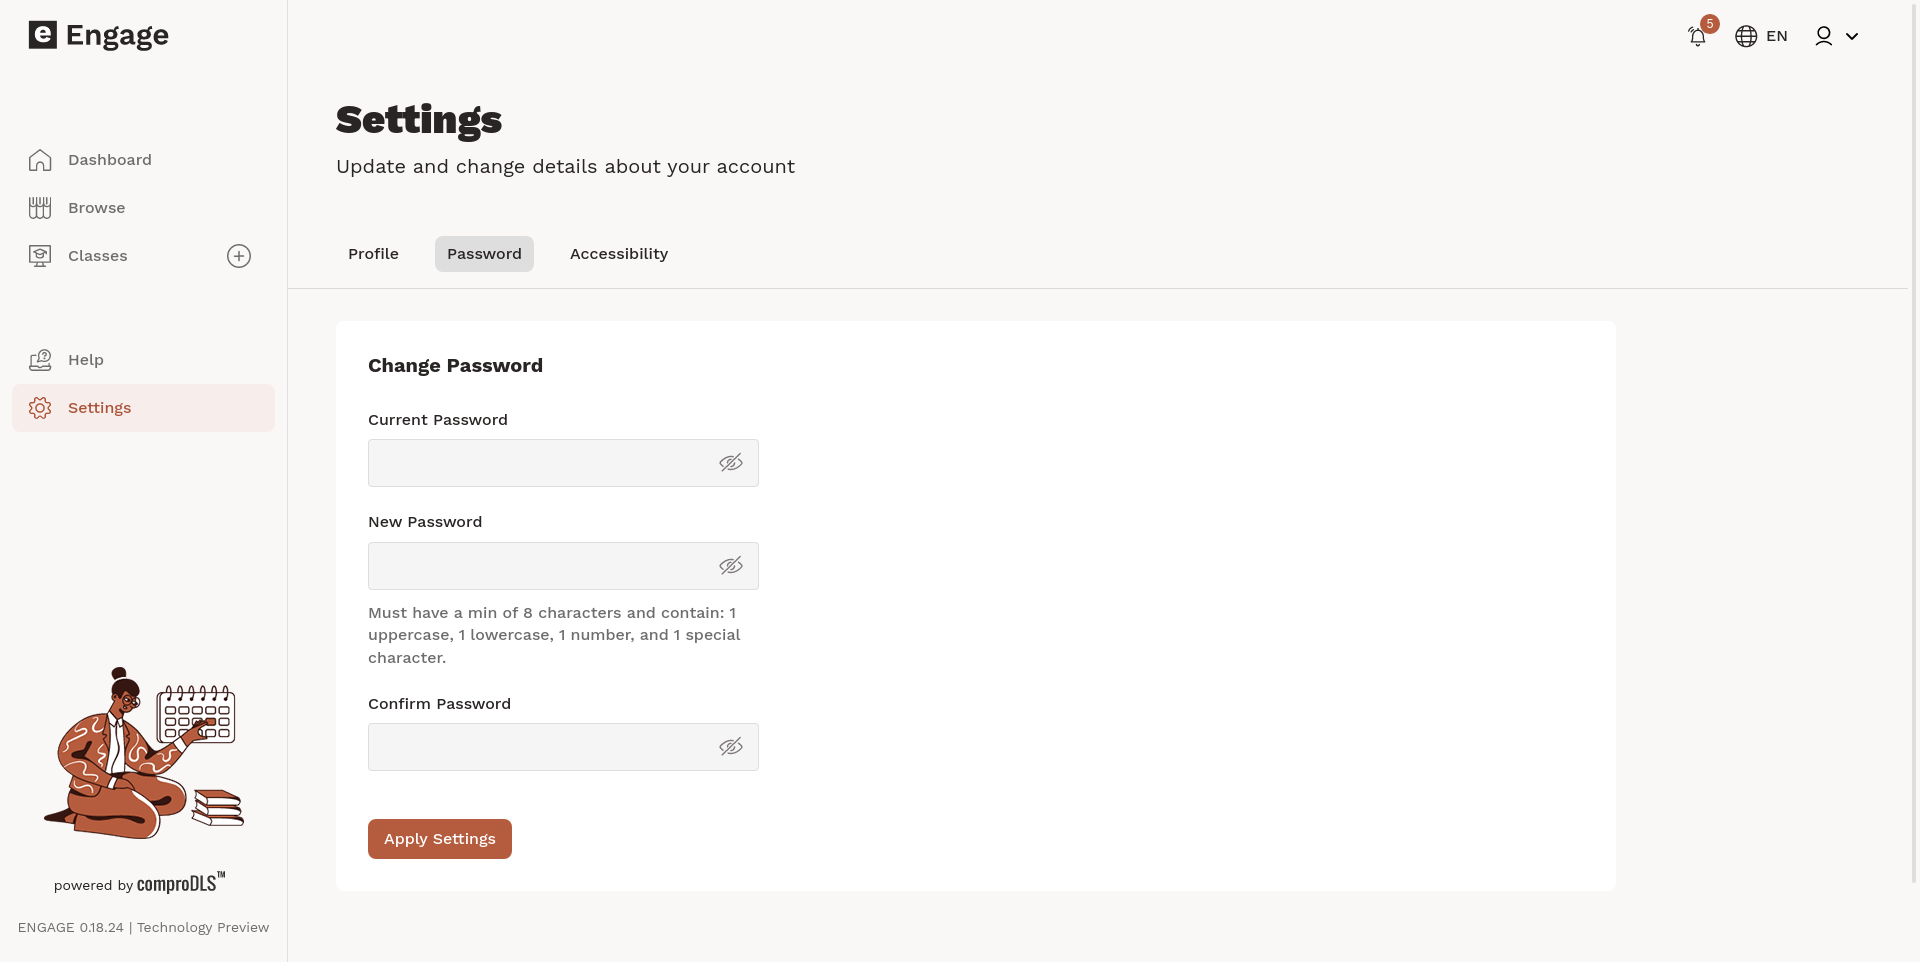 e Engage
5
EN
Dashboard
Browse
Classes
Help
Settings
powered by comproDLS™
ENGAGE 0.18.24 | Technology Preview
Settings
Update and change details about your account
Profile
Password
Accessibility
Change Password
Current Password
New Password
Must have a min of 8 characters and contain: 1
uppercase, 1 lowercase, 1 number, and 1 special
character.
Confirm Password
Apply Settings